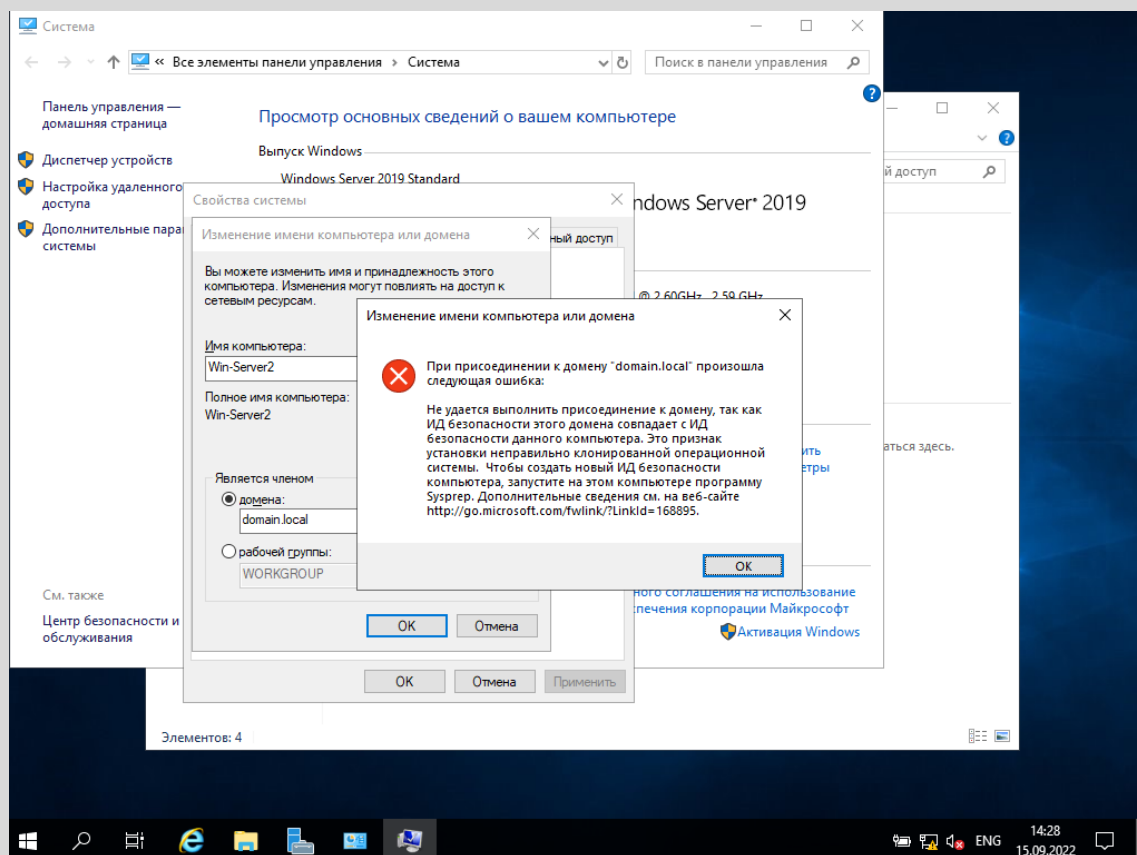 Система
« Все элементы панели управления › Система
Поиск в панели управления
Панель управления —
домашняя страница
Диспетчер устройств
Настройка удаленного
доступа
Дополнительные пара
системы
См. также
Центр безопасности и
обслуживания
Просмотр основных сведений о вашем компьютере
Выпуск Windows
Windows Server 2019 Standard
ndows Server 2019
@ 2.60GHz 2.59 GHz
ить
етры
ного соглашения на использование
печения корпорации Майкрософт
Активация Windows
й доступ
аться здесь.
Элементов: 4
Свойства системы
ный доступ
OK
Отмена
Применить
Изменение имени компьютера или домена
Вы можете изменить имя и принадлежность этого
компьютера. Изменения могут повлиять на доступ к
сетевым ресурсам.
Имя компьютера:
Win-Server2
Полное имя компьютера:
Win-Server2
Является членом
домена:
domain.local
рабочей группы:
WORKGROUP
OK
Отмена
Изменение имени компьютера или домена
При присоединении к домену "domain.local" произошла
следующая ошибка:
Не удается выполнить присоединение к домену, так как
ИД безопасности этого домена совпадает с ИД
безопасности данного компьютера. Это признак
установки неправильно клонированной операционной
системы. Чтобы создать новый ИД безопасности
компьютера, запустите на этом компьютере программу
Sysprep. Дополнительные сведения см. на веб-сайте
http://go.microsoft.com/fwlink/?LinkId=168895.
OK
ENG
14:28
15.09.2022